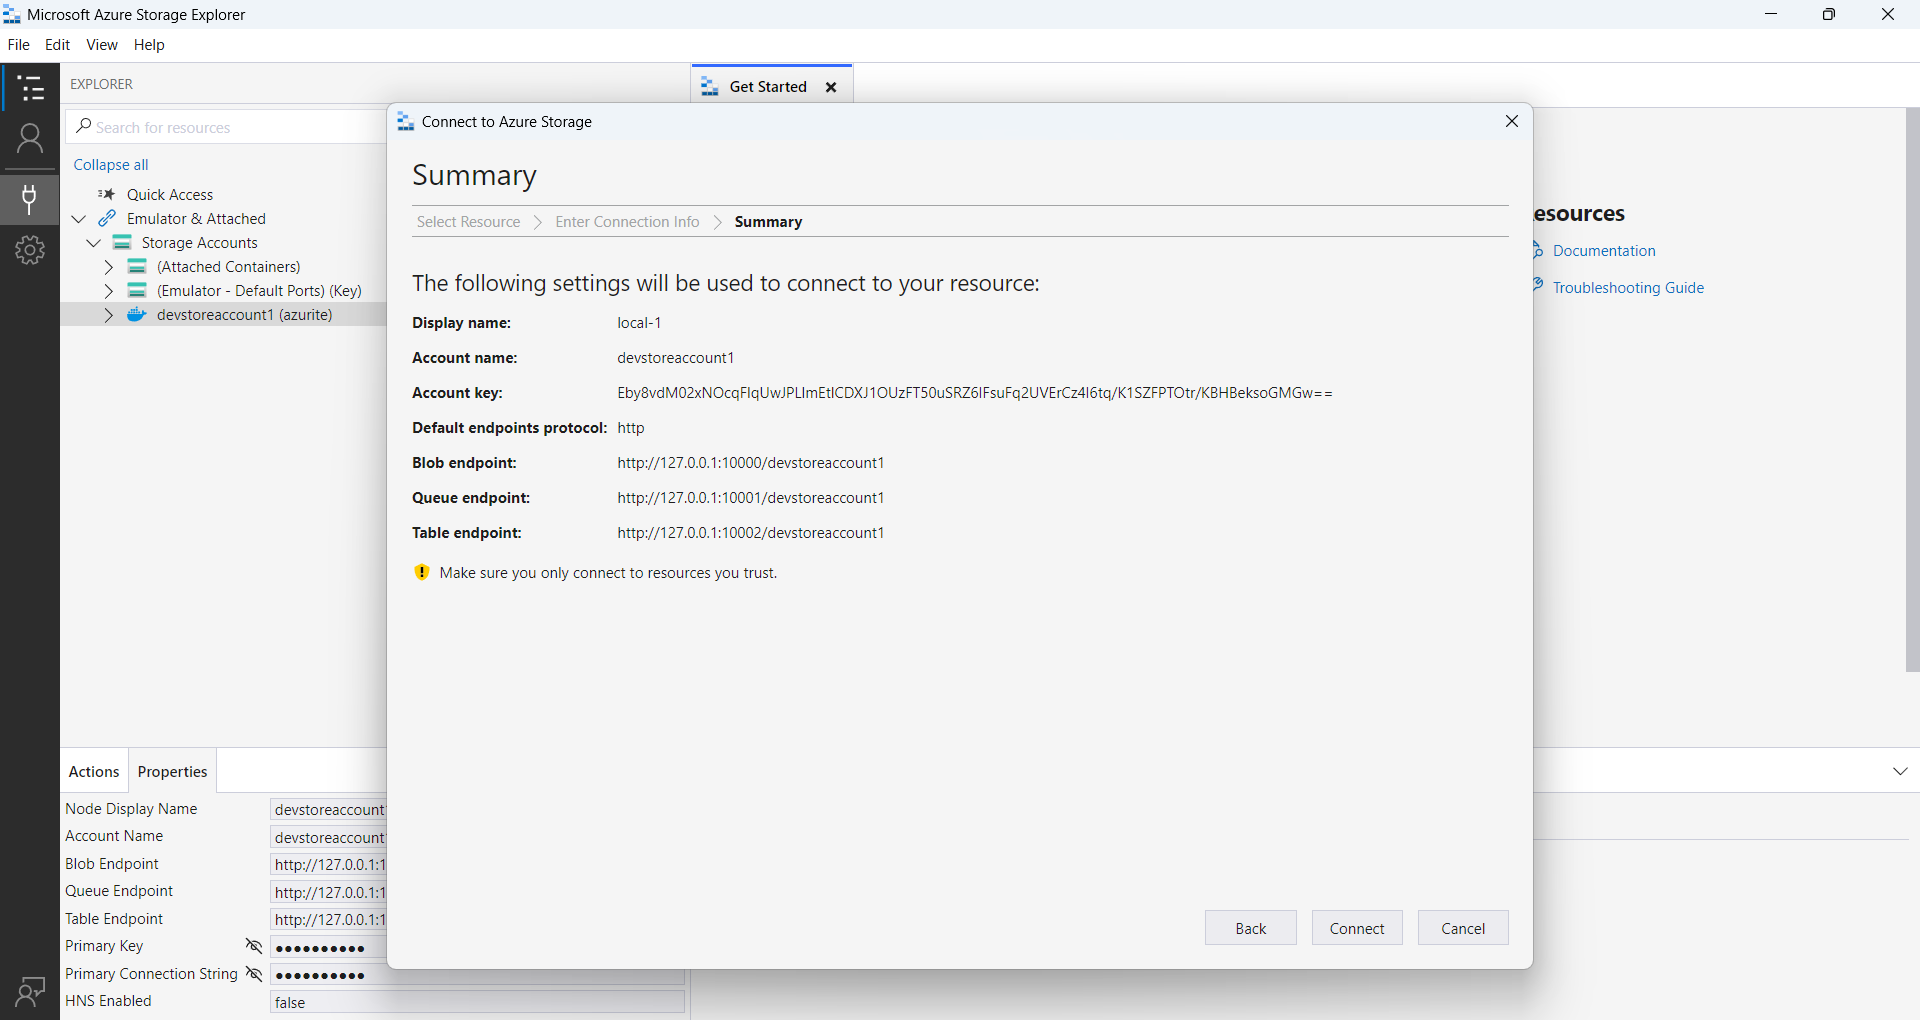 Microsoft Azure Storage Explorer
File Edit View Help
EXPLORER
Search for resources
Collapse all
Quick Access
Emulator & Attached
Storage Accounts
(Attached Containers)
(Emulator - Default Ports) (Key)
devstoreaccount1 (azurite)
Get Started
Connect to Azure Storage
Summary
Select Resource Enter Connection Info Summary
The following settings will be used to connect to your resource:
Display name: local-1
Account name: devstoreaccount1
Account key: Eby8vdM02xNOcqFlqUwJPLlmEtlCDXJ1OUzFT50uSRZ6IFsuFq2UVErCz4I6tq/K1SZFPTOtr/KBHBeksoGMGw==
Default endpoints protocol: http
Blob endpoint: http://127.0.0.1:10000/devstoreaccount1
Queue endpoint: http://127.0.0.1:10001/devstoreaccount1
Table endpoint: http://127.0.0.1:10002/devstoreaccount1
Make sure you only connect to resources you trust.
Back Connect Cancel
esources
Documentation
Troubleshooting Guide
Actions Properties
Node Display Name devstoreaccount
Account Name devstoreaccount
Blob Endpoint http://127.0.0.1:1
Queue Endpoint http://127.0.0.1:1
Table Endpoint http://127.0.0.1:1
Primary Key ••••••••••
Primary Connection String ••••••••••
HNS Enabled false